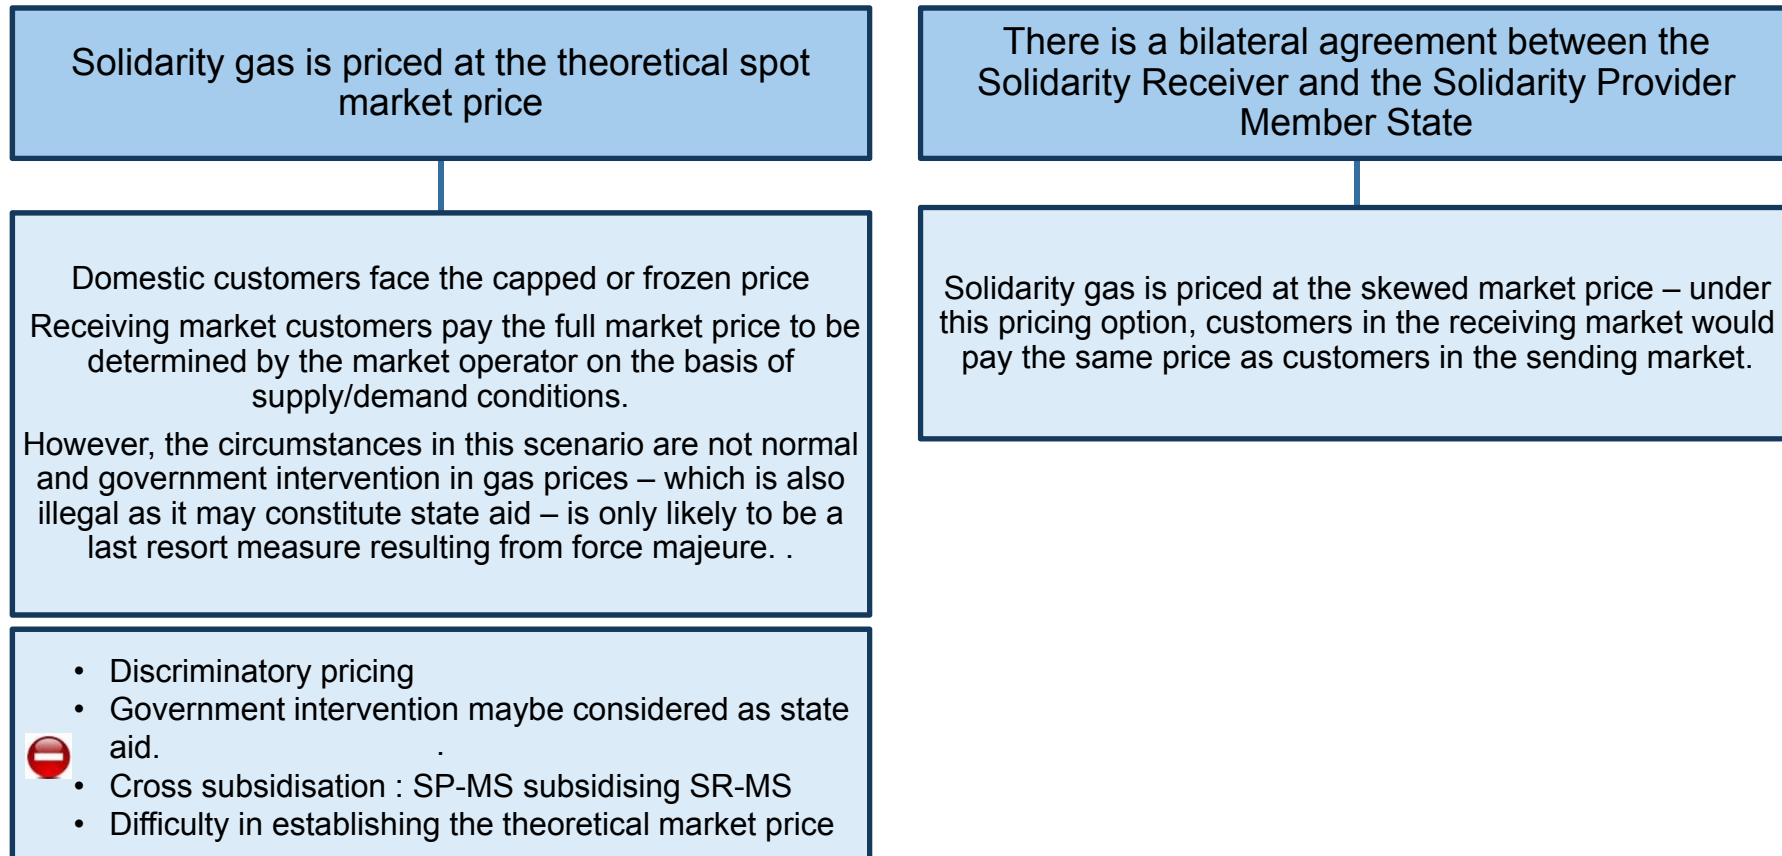 Solidarity gas is priced at the theoretical spot
market price
Domestic customers face the capped or frozen price
Receiving market customers pay the full market price to be
determined by the market operator on the basis of
supply/demand conditions.
However, the circumstances in this scenario are not normal
and government intervention in gas prices – which is also
illegal as it may constitute state aid – is only likely to be a
last resort measure resulting from force majeure. .
• Discriminatory pricing
• Government intervention maybe considered as state
aid. .
• Cross subsidisation : SP-MS subsidising SR-MS
• Difficulty in establishing the theoretical market price
There is a bilateral agreement between the
Solidarity Receiver and the Solidarity Provider
Member State
Solidarity gas is priced at the skewed market price – under
this pricing option, customers in the receiving market would
pay the same price as customers in the sending market.